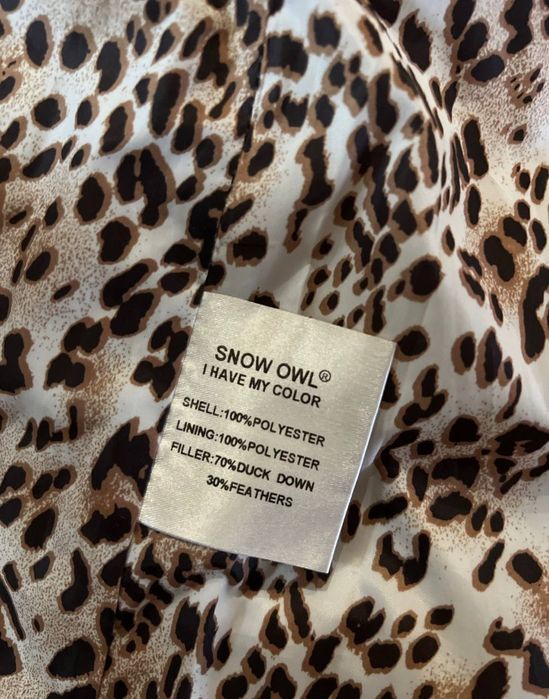 SNOW OWL®
I HAVE MY COLOR
SHELL:100%POLYESTER
LINING:100%POLYESTER
FILLER:70%DUCK DOWN
30%FEATHERS